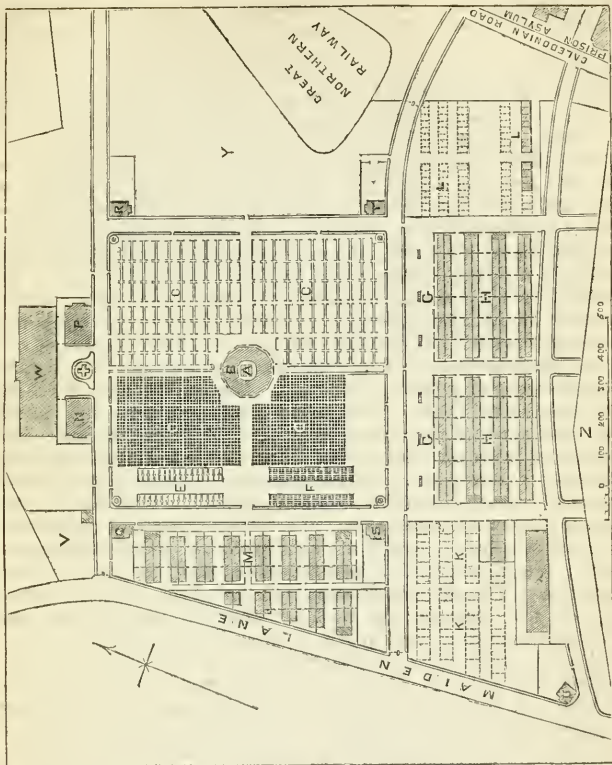 GREAT
NORTHERN
RAILWAY
CALEDONIAN ROAD
PRISON
ASYLUM
Y
R
T
W
P
N
V
C
C
B
A
E
F
Q
S
M
L
G
H
G
H
K
K
Z
0 100 200 300 400 500
MAIDEN LANE